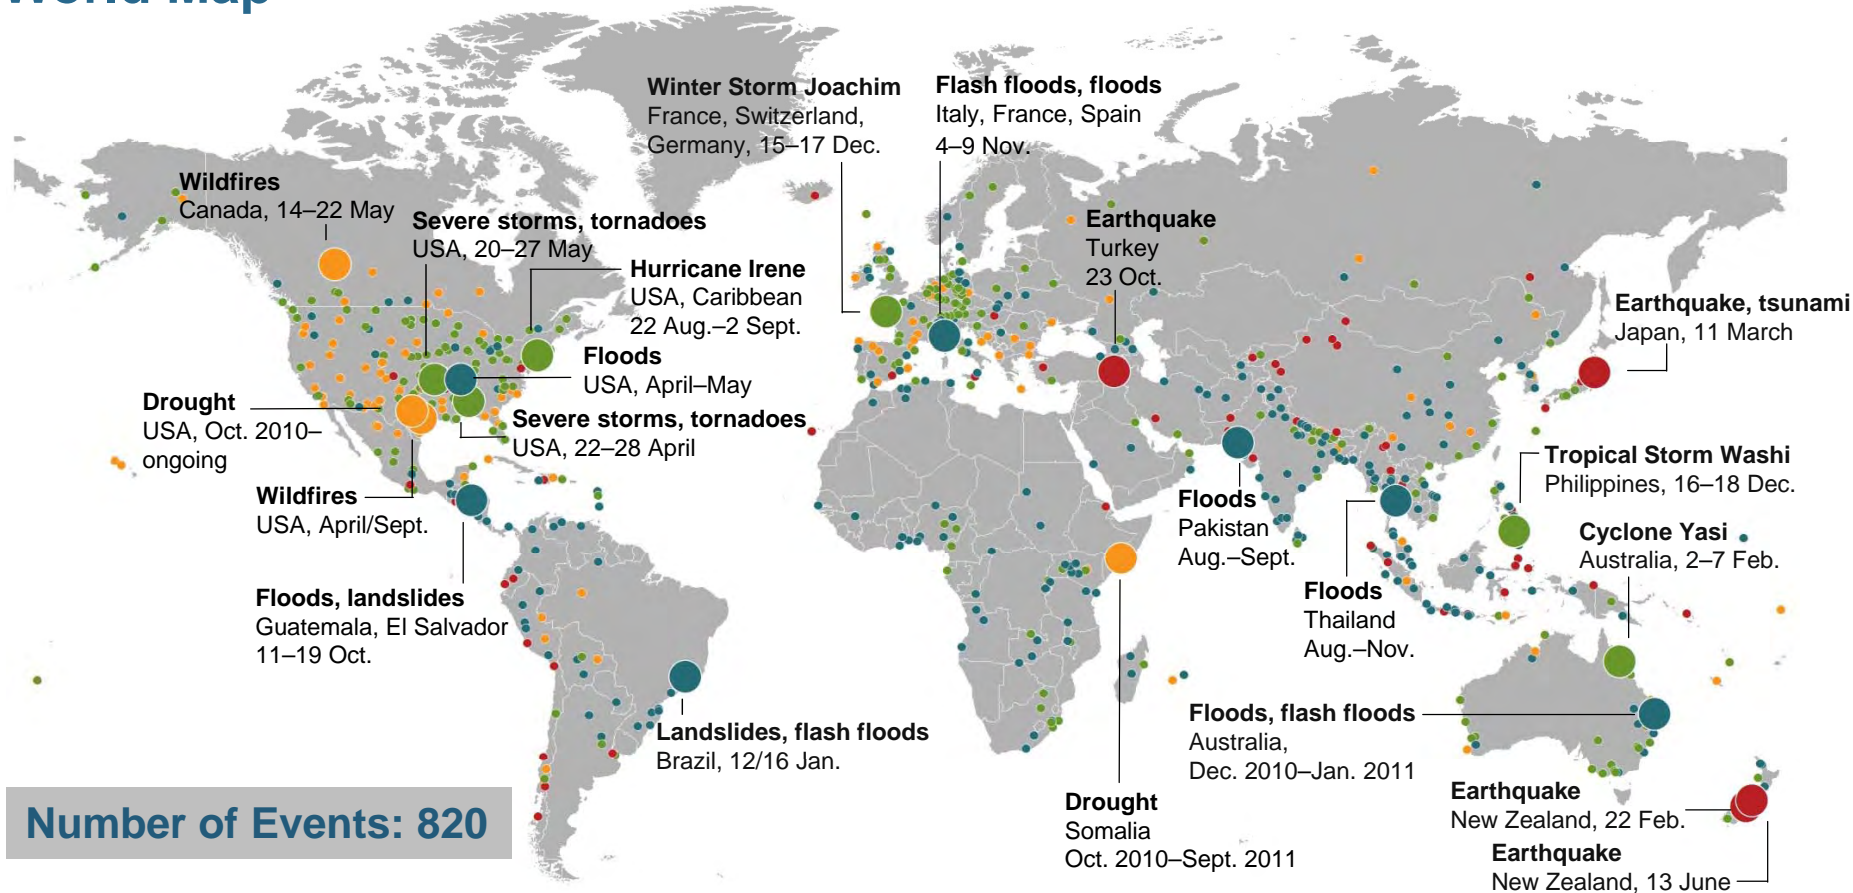 World Map
Winter Storm Joachim
France, Switzerland,
Germany, 15–17 Dec.
Flash floods, floods
Italy, France, Spain
4–9 Nov.
Wildfires
Canada, 14–22 May
Severe storms, tornadoes
USA, 20–27 May
Hurricane Irene
USA, Caribbean
22 Aug.–2 Sept.
Earthquake
Turkey
23 Oct.
Earthquake, tsunami
Japan, 11 March
Floods
USA, April–May
Drought
USA, Oct. 2010–
ongoing
Severe storms, tornadoes
USA, 22–28 April
Wildfires
USA, April/Sept.
Tropical Storm Washi
Philippines, 16–18 Dec.
Floods
Pakistan
Aug.–Sept.
Cyclone Yasi
Australia, 2–7 Feb.
Floods, landslides
Guatemala, El Salvador
11–19 Oct.
Floods
Thailand
Aug.–Nov.
Landslides, flash floods
Brazil, 12/16 Jan.
Floods, flash floods
Australia,
Dec. 2010–Jan. 2011
Drought
Somalia
Oct. 2010–Sept. 2011
Earthquake
New Zealand, 22 Feb.
Earthquake
New Zealand, 13 June
Number of Events: 820